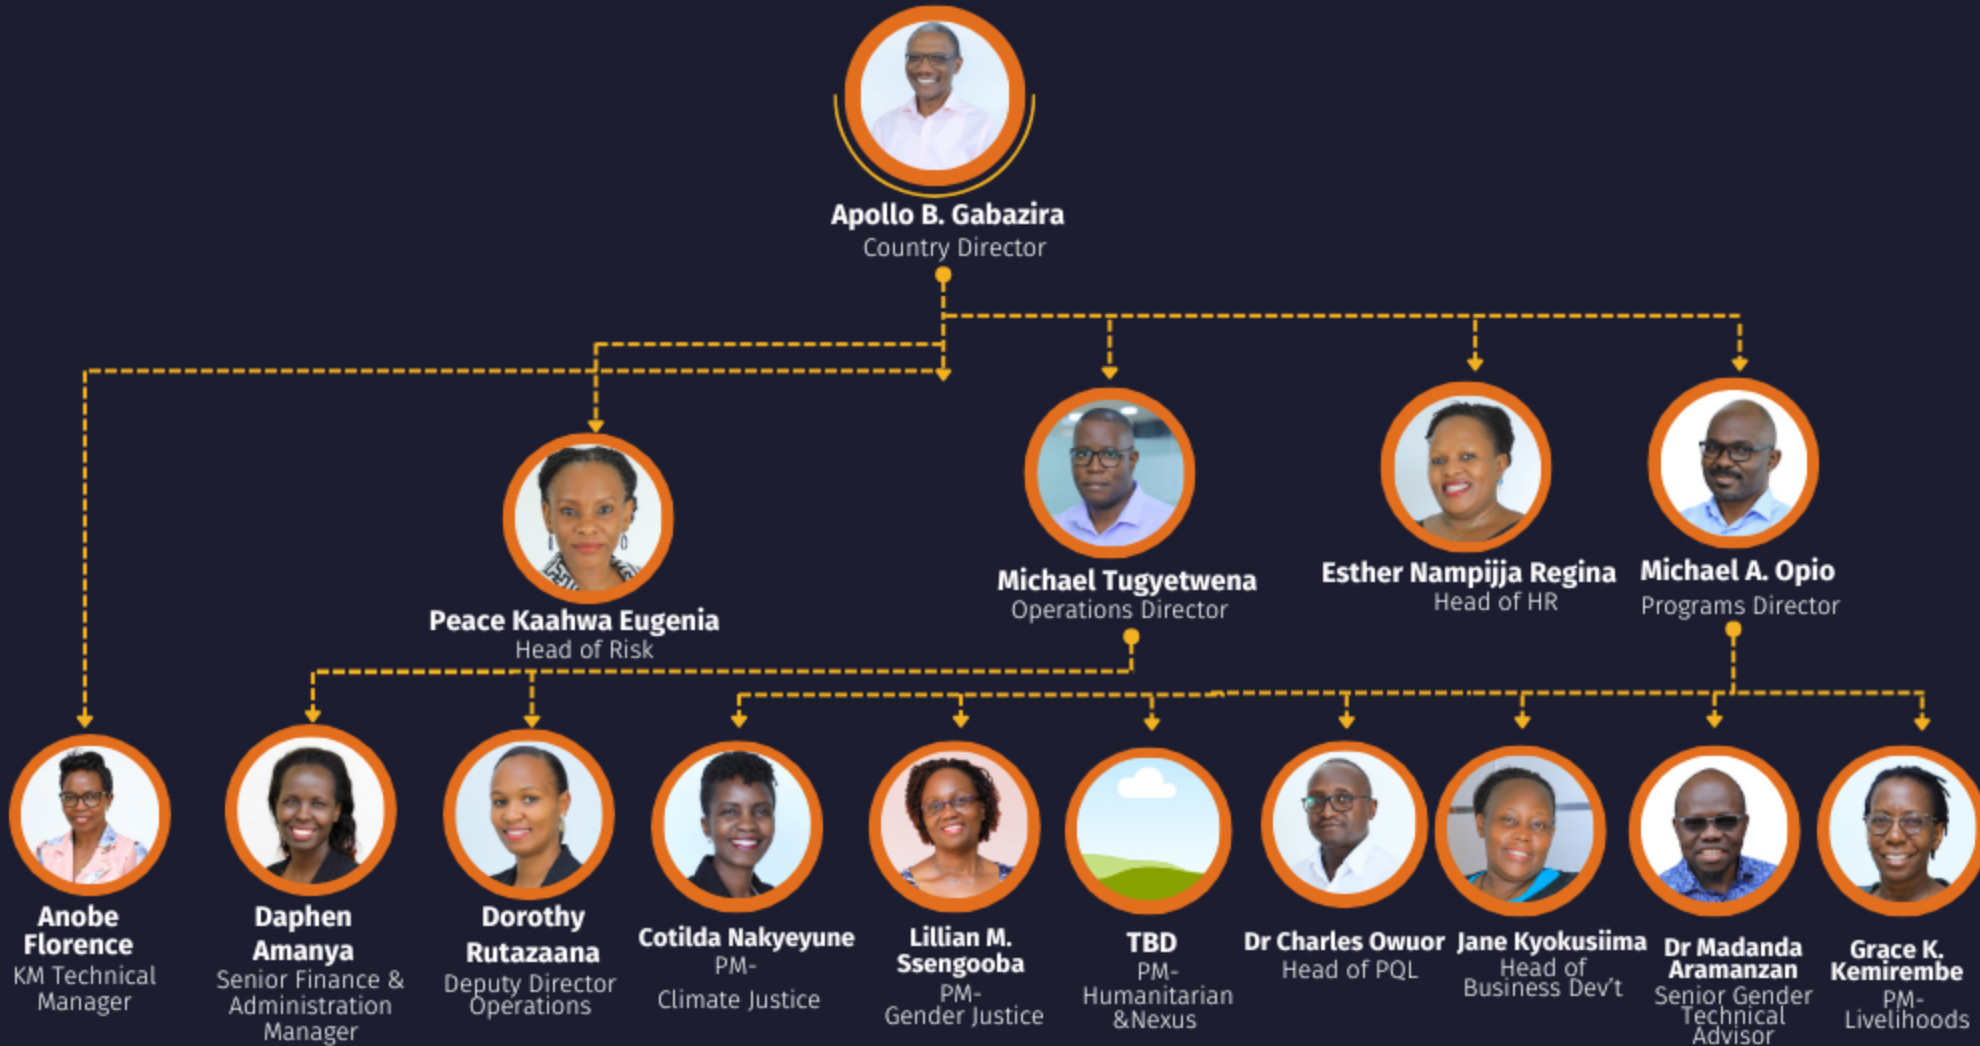 Apollo B. Gabazira
Country Director
Peace Kaahwa Eugenia
Head of Risk
Michael Tugyetwena
Operations Director
Esther Nampijja Regina
Head of HR
Michael A. Opio
Programs Director
Anobe
Florence
KM Technical
Manager
Daphen
Amanya
Senior Finance &
Administration
Manager
Dorothy
Rutazaana
Deputy Director
Operations
Cotilda Nakyeyune
PM-
Climate Justice
Lillian M.
Ssengooba
PM-
Gender Justice
TBD
PM-
Humanitarian
&Nexus
Dr Charles Owuor
Head of PQL
Jane Kyokusiima
Head of
Business Dev't
Dr Madanda
Aramanzan
Senior Gender
Technical
Advisor
Grace K.
Kemirembe
PM-
Livelihoods